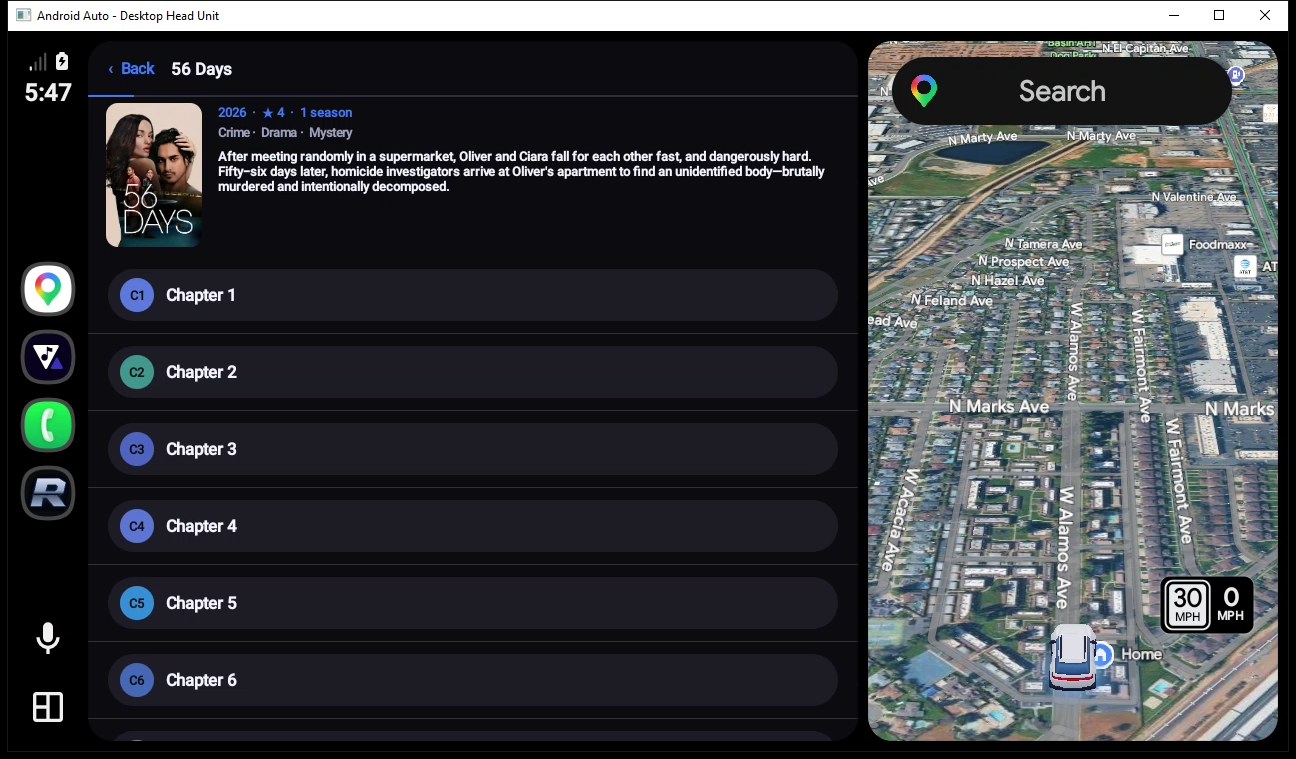 Android Auto - Desktop Head Unit
5:47
‹ Back 56 Days
2026 · ★ 4 · 1 season
Crime · Drama · Mystery
After meeting randomly in a supermarket, Oliver and Ciara fall for each other fast, and dangerously hard.
Fifty-six days later, homicide investigators arrive at Oliver's apartment to find an unidentified body—brutally
murdered and intentionally decomposed.
56
DAYS
C1 Chapter 1
C2 Chapter 2
C3 Chapter 3
C4 Chapter 4
C5 Chapter 5
C6 Chapter 6
R
N El Capitan Ave
Search
N
N Marty Ave
N Marty Ave
Ave
N Valentine Ave
N Tamera Ave
Foodmaxx
N Prospect Ave
AT&T
AT
N Hazel Ave
N Feland Ave
ead Ave
W Alamos Ave
W Fairmont Ave
N Marks Ave
N Marks
W Fairmont Ave
W Acacia Ave
W Alamos Ave
30
MPH
0
MPH
Home